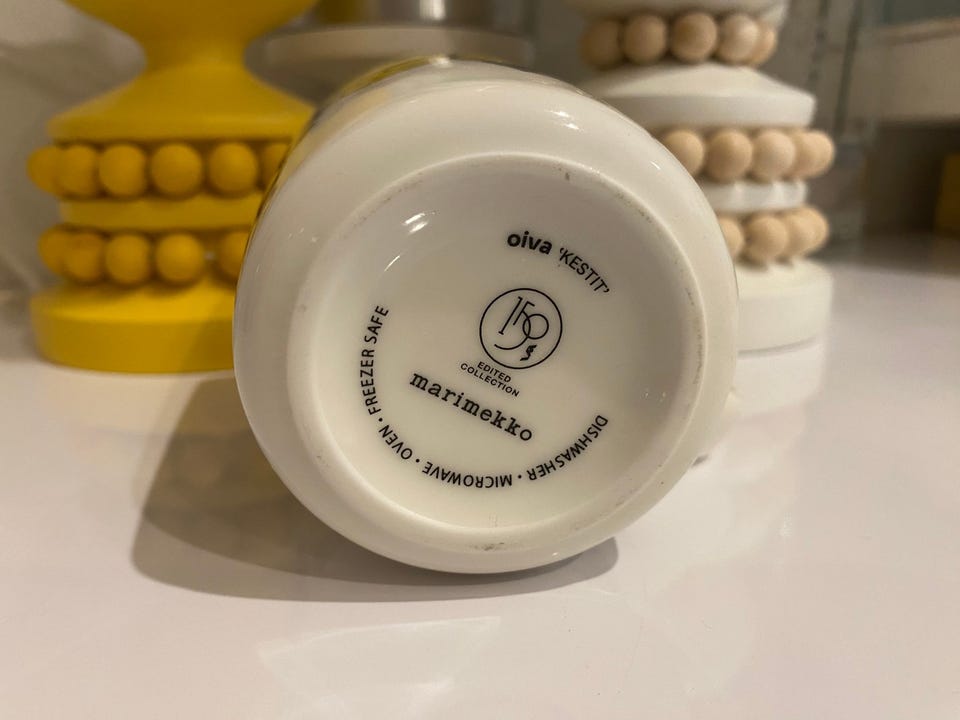 oiva 'KESTIT'
150
EDITED
COLLECTION
marimekko
DISHWASHER • MICROWAVE • OVEN • FREEZER SAFE